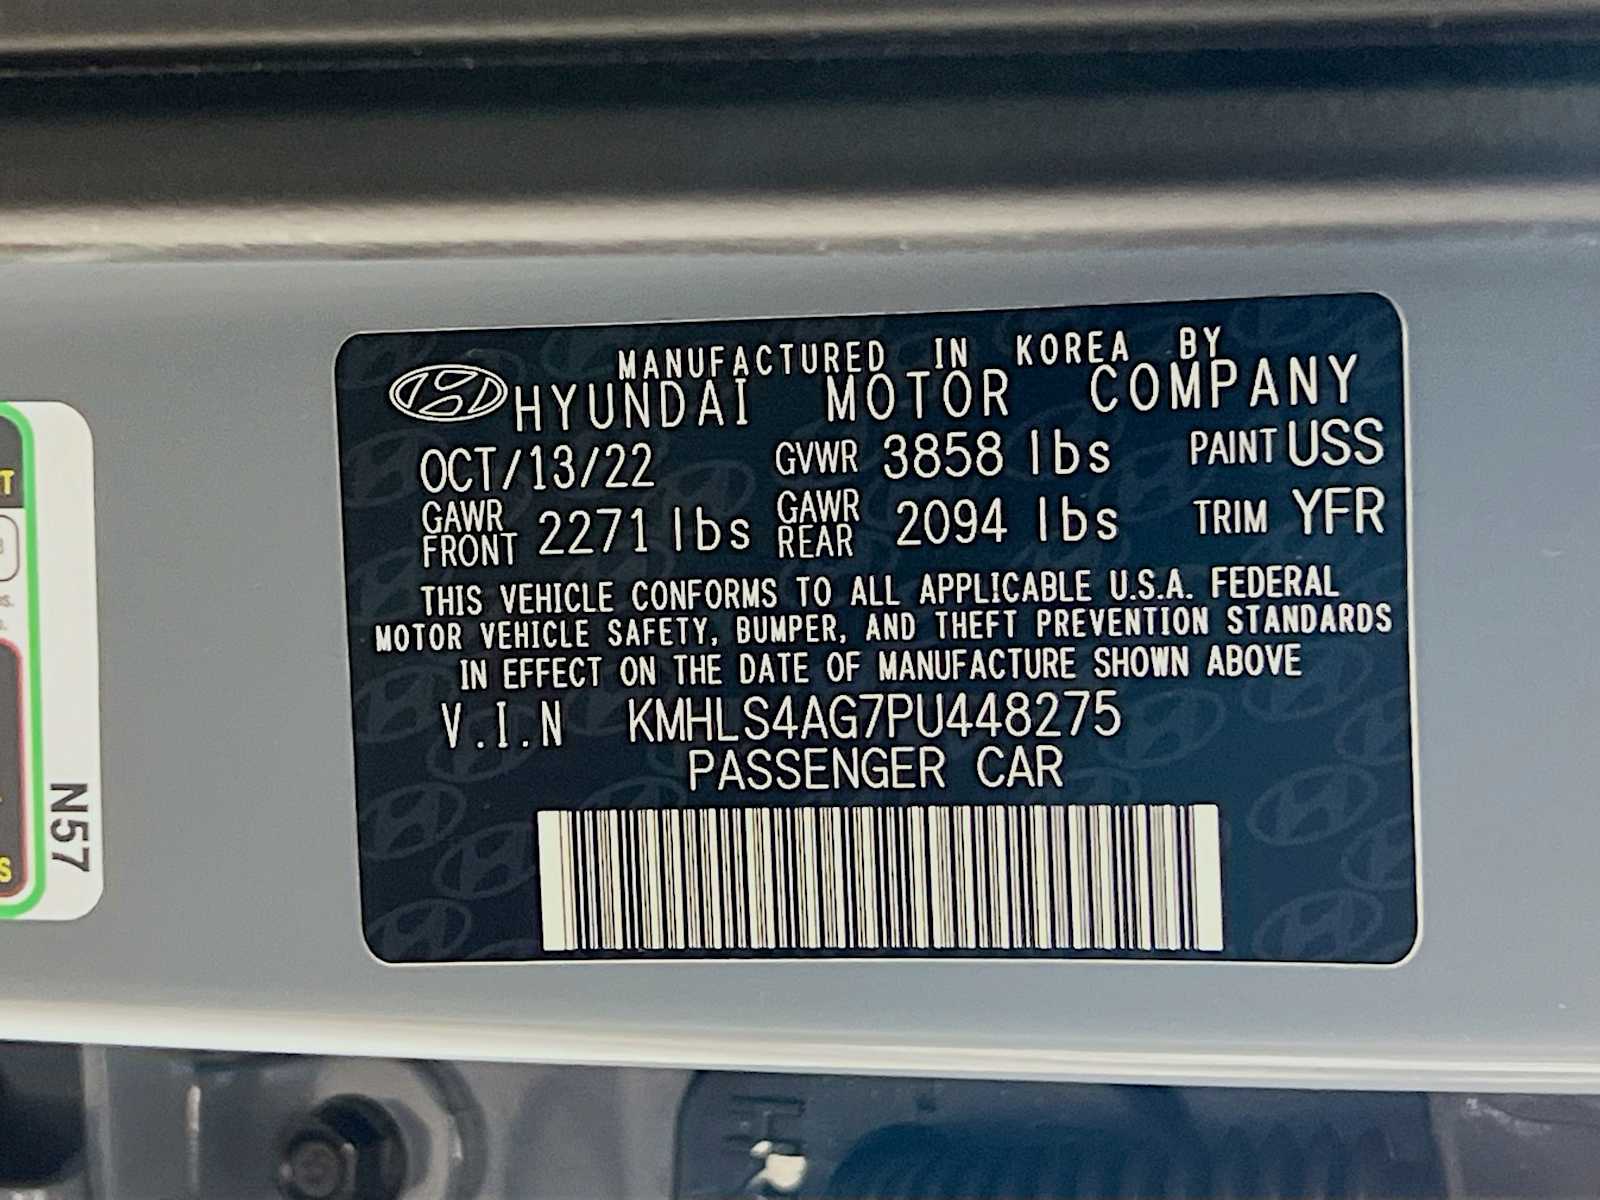 MANUFACTURED IN KOREA BY
HYUNDAI MOTOR COMPANY
OCT/13/22 GVWR 3858 lbs PAINT USS
GAWR FRONT 2271 lbs GAWR REAR 2094 lbs TRIM YFR
THIS VEHICLE CONFORMS TO ALL APPLICABLE U.S.A. FEDERAL
MOTOR VEHICLE SAFETY, BUMPER, AND THEFT PREVENTION STANDARDS
IN EFFECT ON THE DATE OF MANUFACTURE SHOWN ABOVE
V.I.N KMHLS4AG7PU448275
PASSENGER CAR
N57